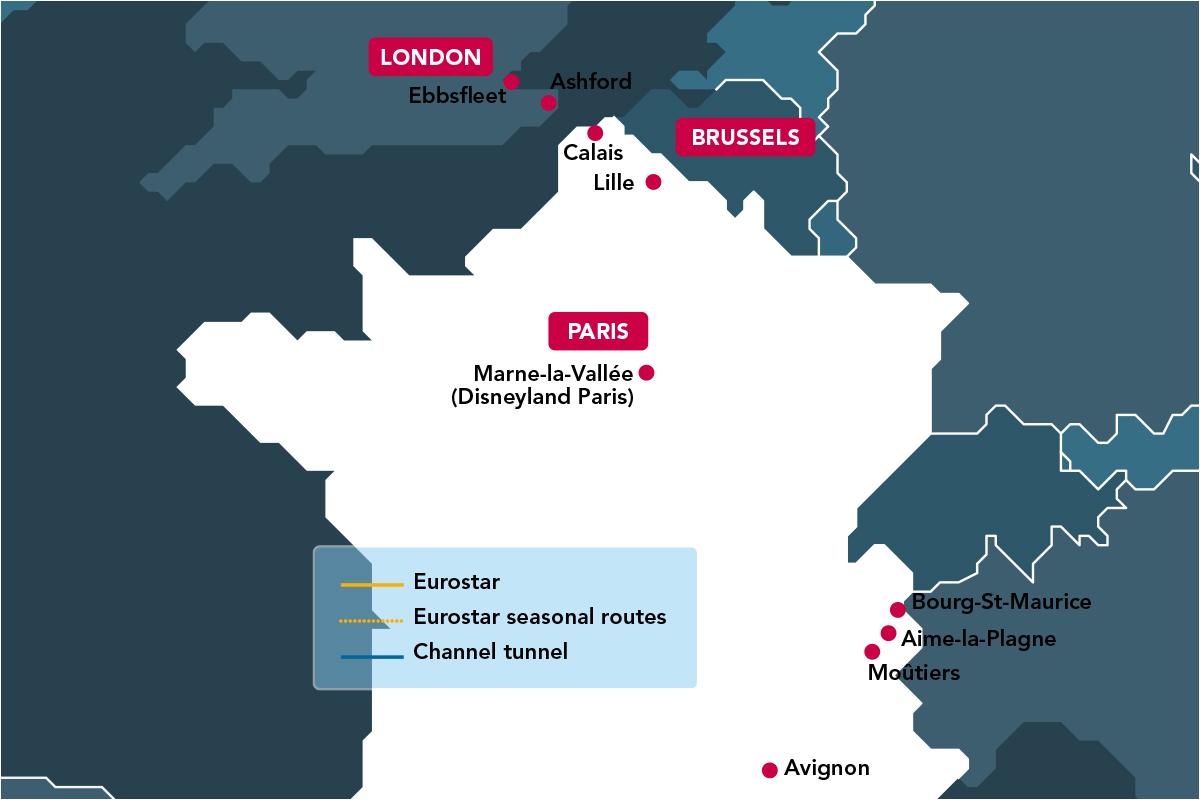 LONDON
Ashford
Ebbsfleet
BRUSSELS
Calais
Lille
PARIS
Marne-la-Vallée
(Disneyland Paris)
Eurostar
Eurostar seasonal routes
Channel tunnel
Bourg-St-Maurice
Aime-la-Plagne
Moûtiers
Avignon